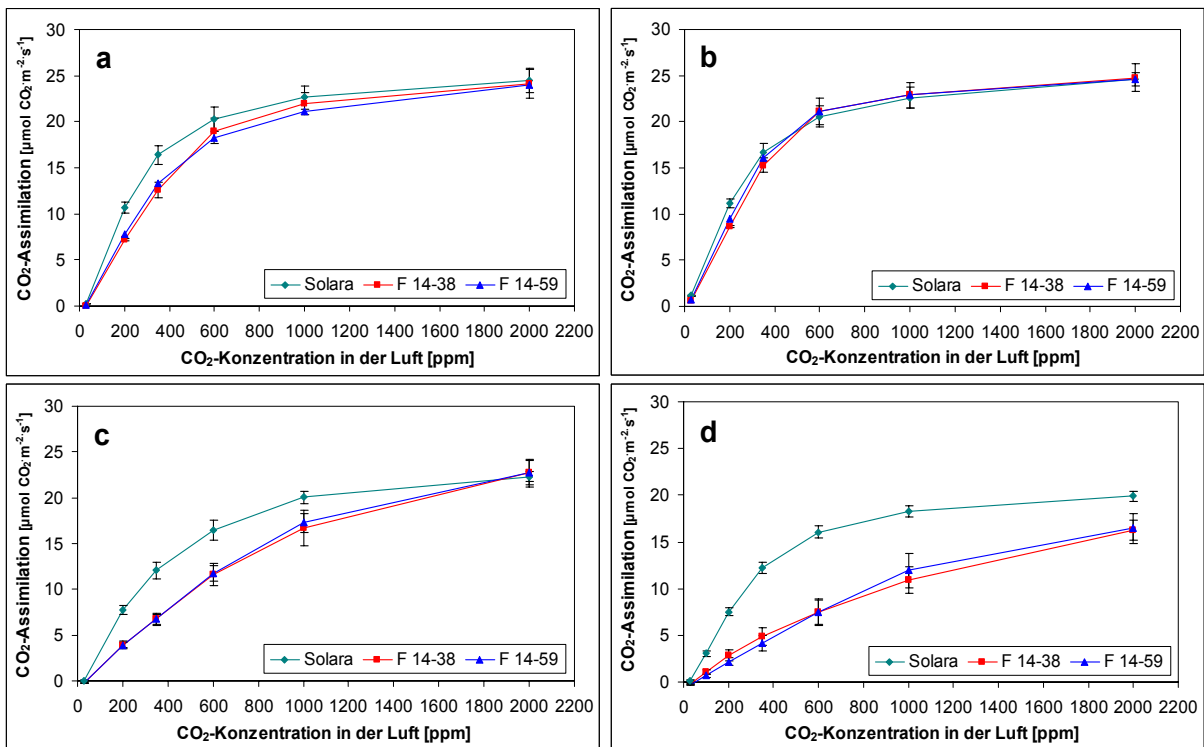 a
CO₂-Assimilation [µmol CO₂·m⁻²·s⁻¹]
30
25
20
15
10
5
0
0 200 400 600 800 1000 1200 1400 1600 1800 2000 2200
Solara F 14-38 F 14-59
CO₂-Konzentration in der Luft [ppm]
b
CO₂-Assimilation [µmol CO₂·m⁻²·s⁻¹]
30
25
20
15
10
5
0
0 200 400 600 800 1000 1200 1400 1600 1800 2000 2200
Solara F 14-38 F 14-59
CO₂-Konzentration in der Luft [ppm]
c
CO₂-Assimilation [µmol CO₂·m⁻²·s⁻¹]
30
25
20
15
10
5
0
0 200 400 600 800 1000 1200 1400 1600 1800 2000 2200
Solara F 14-38 F 14-59
CO₂-Konzentration in der Luft [ppm]
d
CO₂-Assimilation [µmol CO₂·m⁻²·s⁻¹]
30
25
20
15
10
5
0
0 200 400 600 800 1000 1200 1400 1600 1800 2000 2200
Solara F 14-38 F 14-59
CO₂-Konzentration in der Luft [ppm]